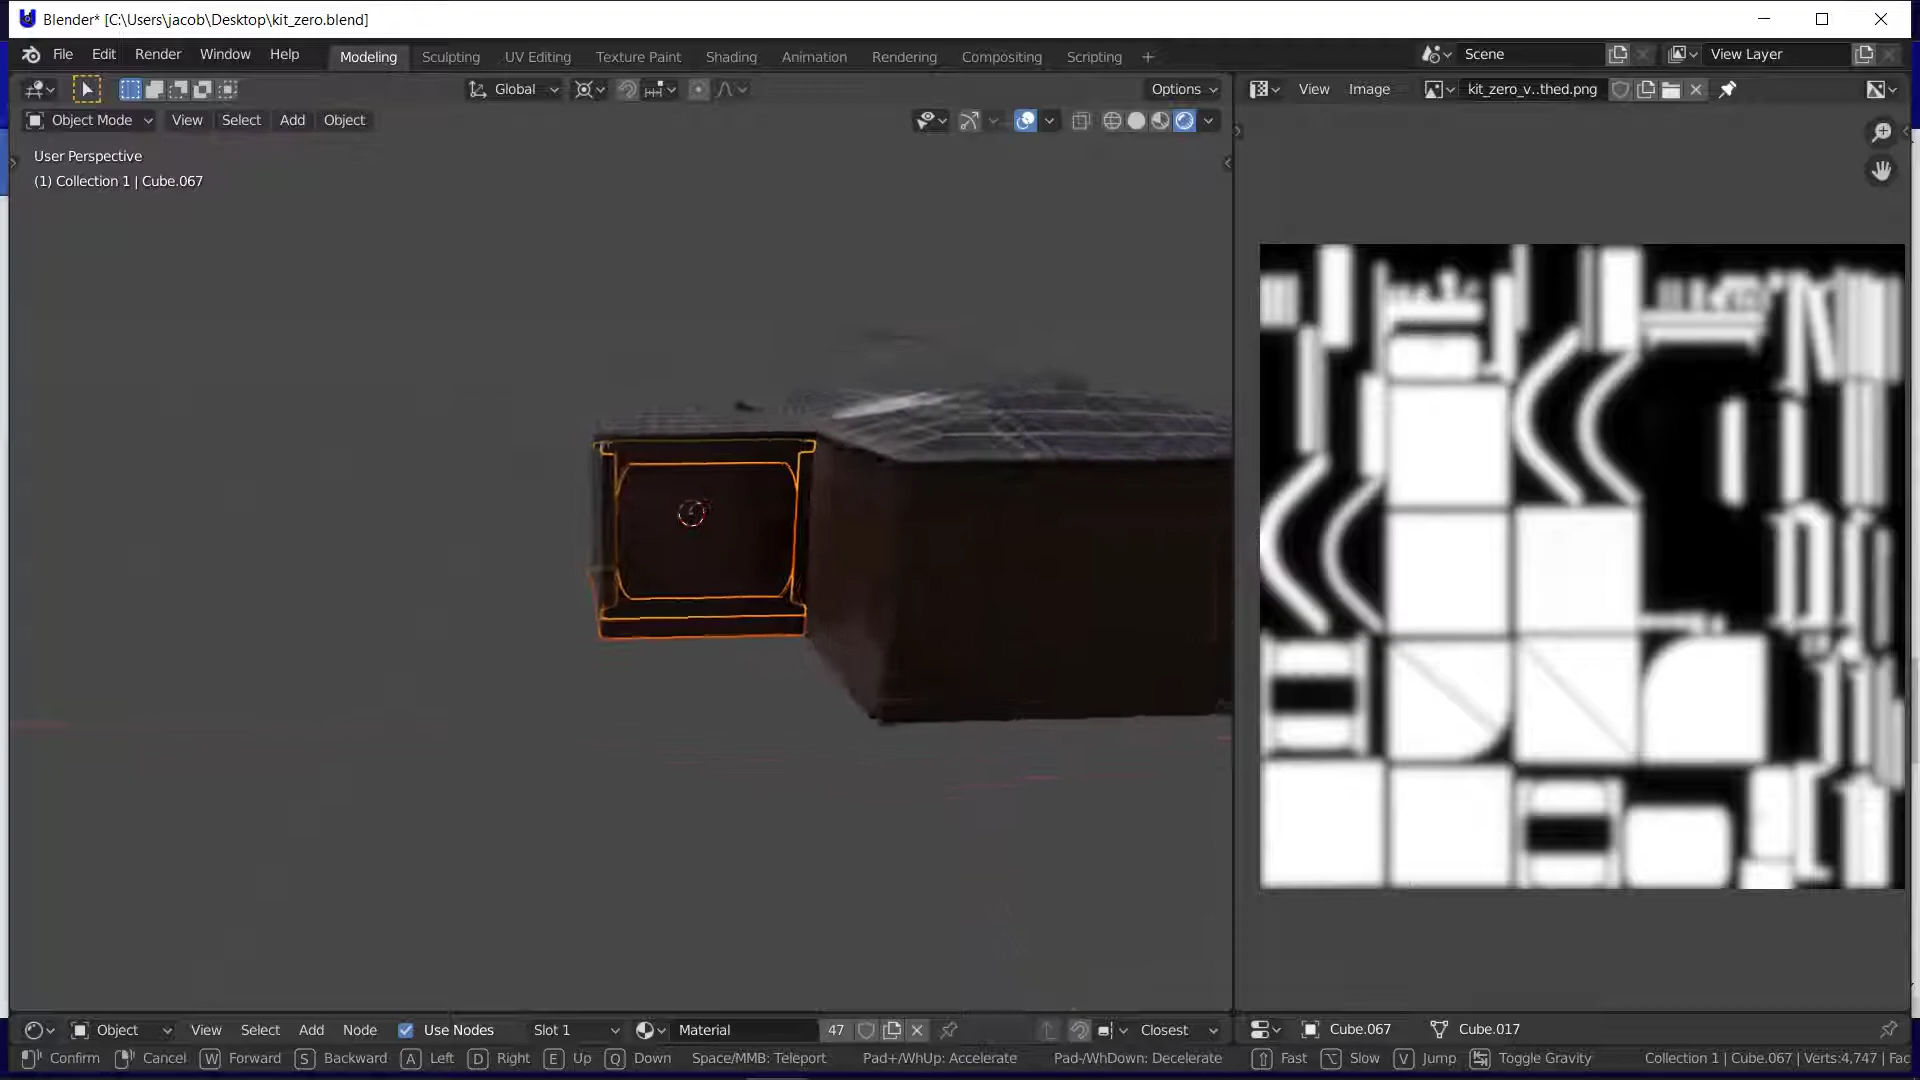 Blender* [C:\Users\jacob\Desktop\kit_zero.blend]
File Edit Render Window Help Modeling Sculpting UV Editing Texture Paint Shading Animation Rendering Compositing Scripting + Scene View Layer
Global Options View Image kit_zero_v..thed.png
Object Mode View Select Add Object
User Perspective
(1) Collection 1 | Cube.067
Object View Select Add Node Use Nodes Slot 1 Material 47 Closest Cube.067 Cube.017
Confirm Cancel W Forward S Backward A Left D Right E Up Q Down Space/MMB: Teleport Pad+/WhUp: Accelerate Pad-/WhDown: Decelerate Fast Slow V Jump Toggle Gravity Collection 1 | Cube.067 | Verts:4,747 | Fac